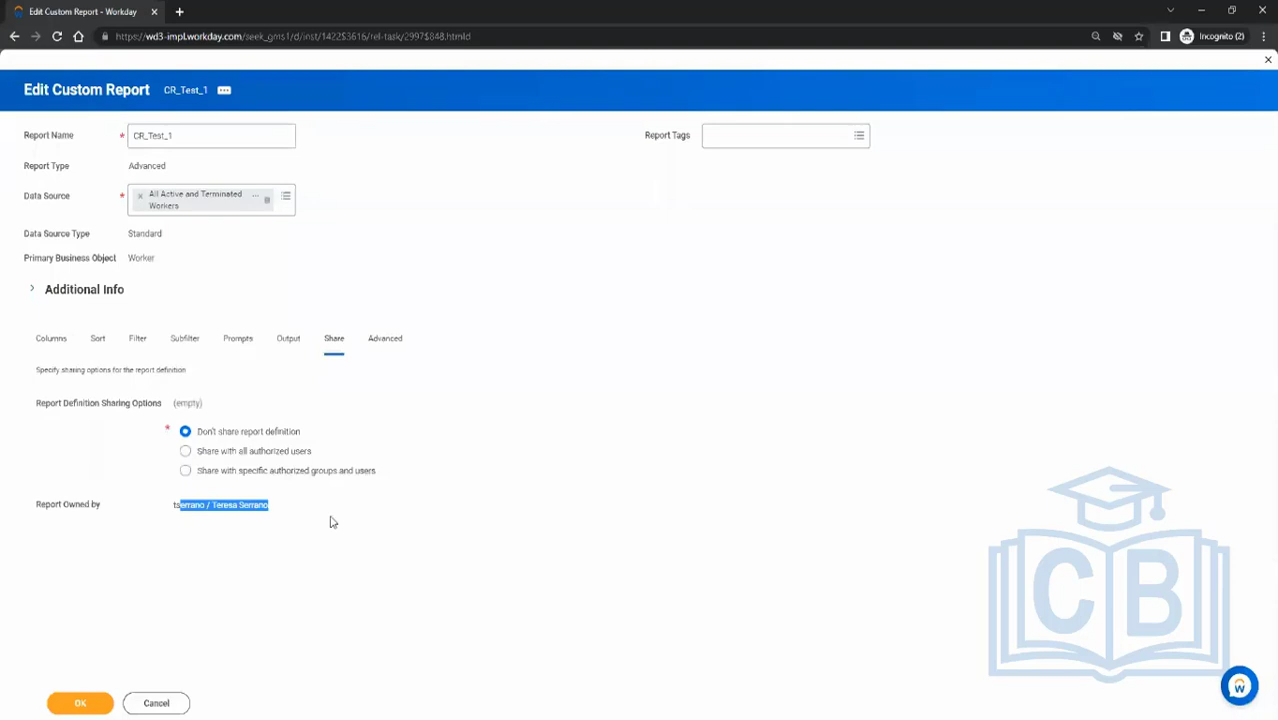 Edit Custom Report - Workday
https://wd3-impl.workday.com/seek_gms1/d/inst/1422$3616/rel-task/2997$848.htmld
Incognito (2)
Edit Custom Report CR_Test_1
Report Name * CR_Test_1
Report Tags
Report Type Advanced
Data Source * All Active and Terminated
Workers
Data Source Type Standard
Primary Business Object Worker
Additional Info
Columns Sort Filter Subfilter Prompts Output Share Advanced
Specify sharing options for the report definition
Report Definition Sharing Options (empty)
* Don't share report definition
Share with all authorized users
Share with specific authorized groups and users
Report Owned by tserrano / Teresa Serrano
CB
OK Cancel